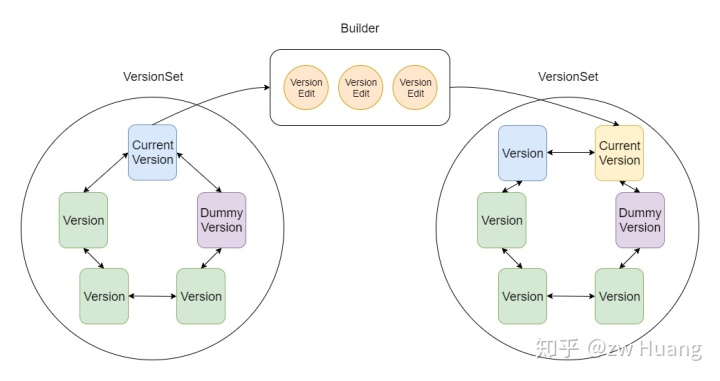 Builder
VersionSet
VersionSet
Version
Edit
Version
Edit
Version
Edit
Current
Version
Version
Dummy
Version
Version
Version
Version
Current
Version
Version
Dummy
Version
Version
Version
知乎 @zw Huang